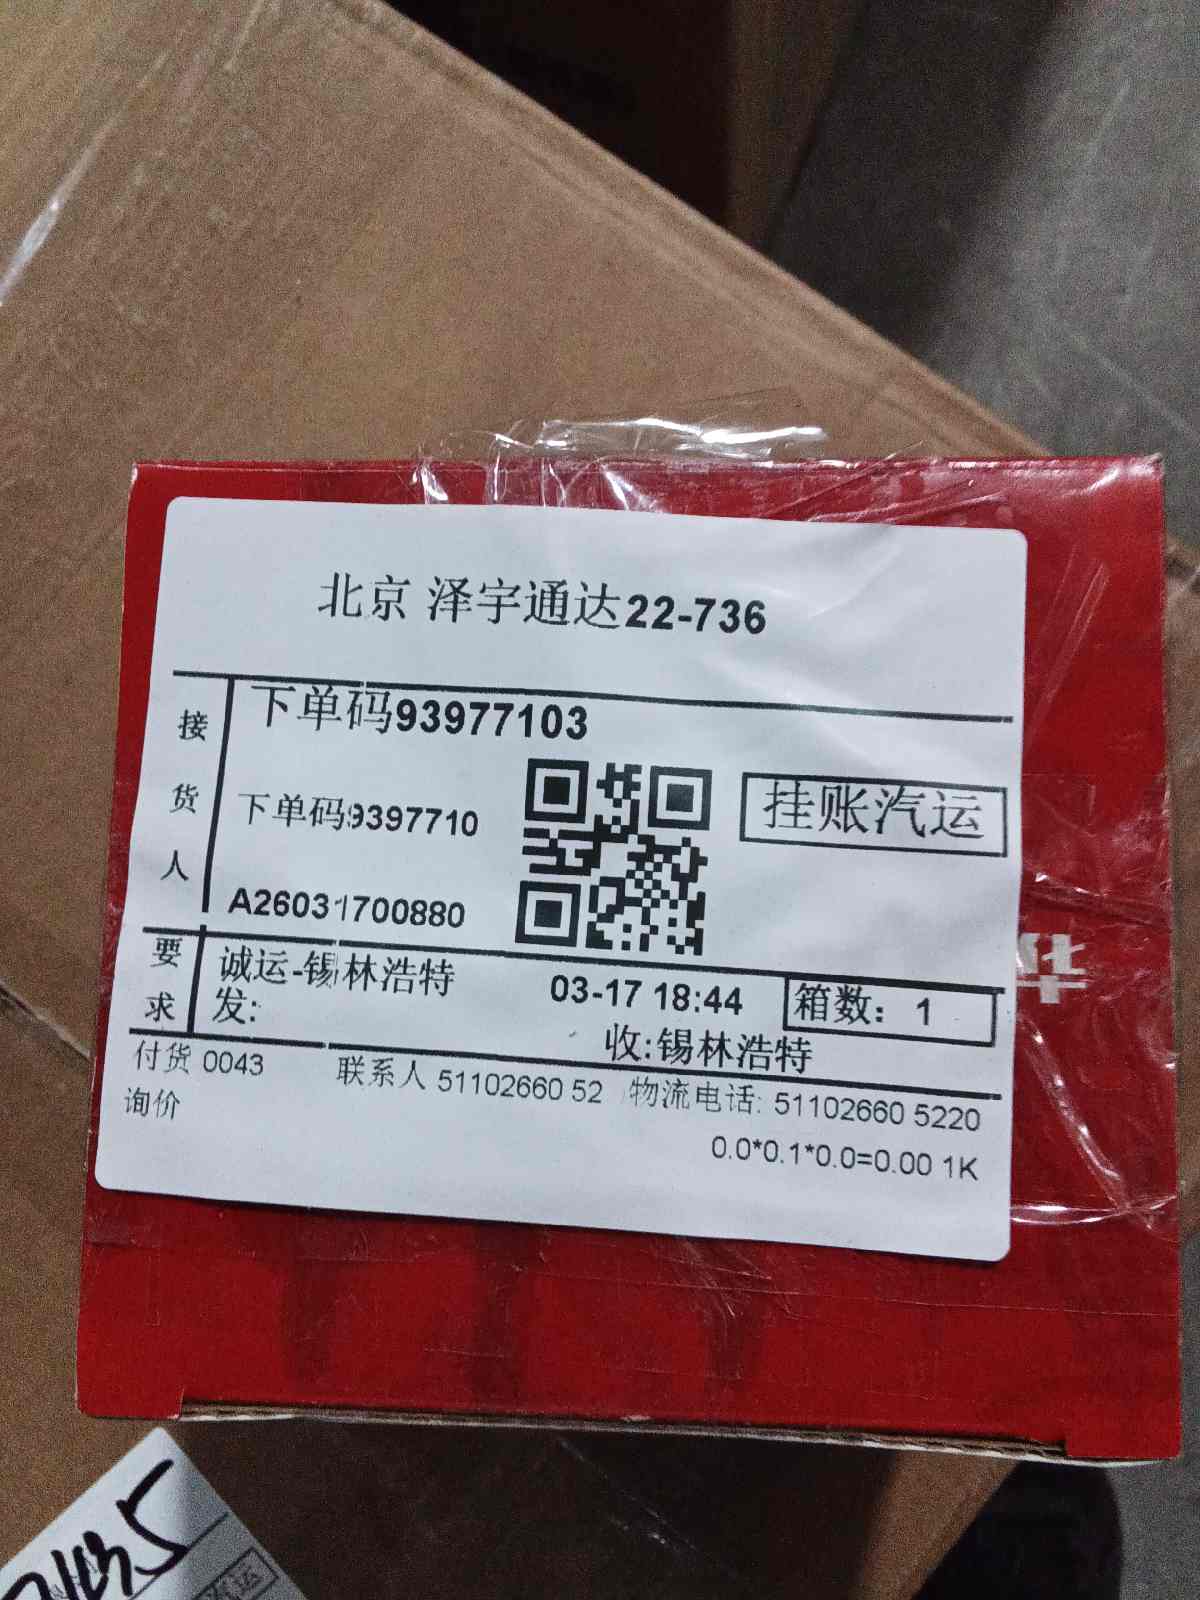 北京 泽宇通达22-736
接货人
下单码93977103
下单码9397710
挂账汽运
A26031700880
要求
诚运-锡林浩特
03-17 18:44
箱数: 1
发:
收:锡林浩特
付货 0043
联系人 51102660 52
物流电话: 51102660 5220
询价
0.0*0.1*0.0=0.00 1K